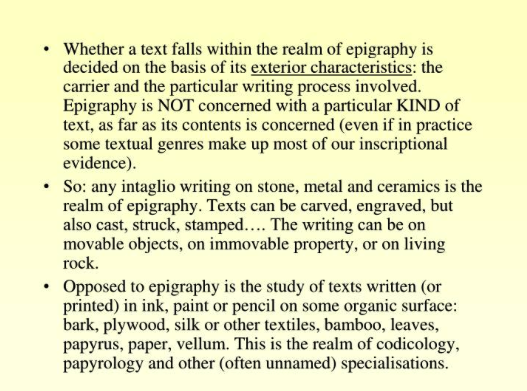 • Whether a text falls within the realm of epigraphy is
decided on the basis of its exterior characteristics: the
carrier and the particular writing process involved.
Epigraphy is NOT concerned with a particular KIND of
text, as far as its contents is concerned (even if in practice
some textual genres make up most of our inscriptional
evidence).
• So: any intaglio writing on stone, metal and ceramics is the
realm of epigraphy. Texts can be carved, engraved, but
also cast, struck, stamped…. The writing can be on
movable objects, on immovable property, or on living
rock.
• Opposed to epigraphy is the study of texts written (or
printed) in ink, paint or pencil on some organic surface:
bark, plywood, silk or other textiles, bamboo, leaves,
papyrus, paper, vellum. This is the realm of codicology,
papyrology and other (often unnamed) specialisations.